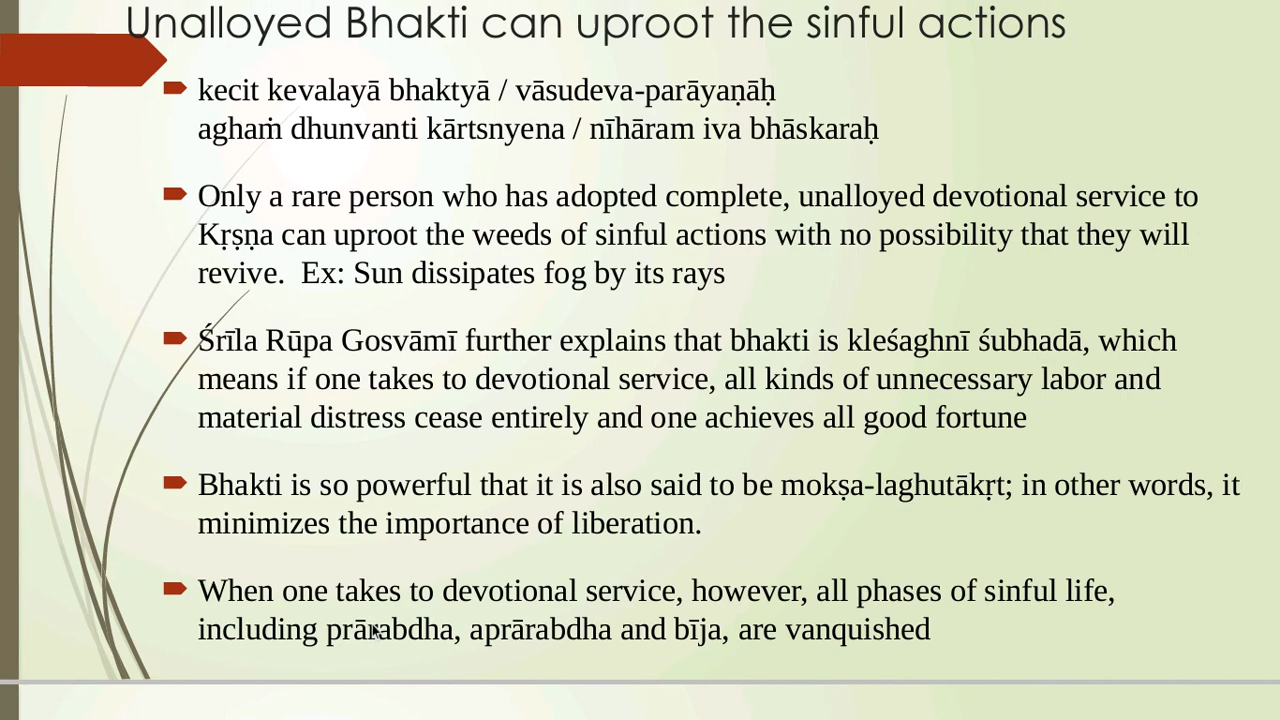 Unalloyed Bhakti can uproot the sinful actions
kecit kevalayā bhaktyā / vāsudeva-parāyaṇāḥ
aghaṁ dhunvanti kārtsnyena / nīhāram iva bhāskaraḥ
Only a rare person who has adopted complete, unalloyed devotional service to
Kṛṣṇa can uproot the weeds of sinful actions with no possibility that they will
revive.  Ex: Sun dissipates fog by its rays
Śrīla Rūpa Gosvāmī further explains that bhakti is kleśaghnī śubhadā, which
means if one takes to devotional service, all kinds of unnecessary labor and
material distress cease entirely and one achieves all good fortune
Bhakti is so powerful that it is also said to be mokṣa-laghutākṛt; in other words, it
minimizes the importance of liberation.
When one takes to devotional service, however, all phases of sinful life,
including prārabdha, aprārabdha and bīja, are vanquished